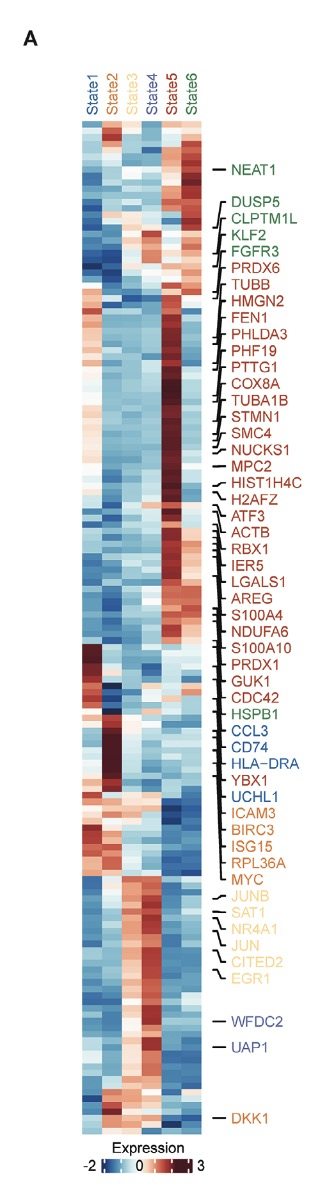 A
State1 State2 State3 State4 State5 State6
NEAT1
DUSP5
CLPTM1L
KLF2
FGFR3
PRDX6
TUBB
HMGN2
FEN1
PHLDA3
PHF19
PTTG1
COX8A
TUBA1B
STMN1
SMC4
NUCKS1
MPC2
HIST1H4C
H2AFZ
ATF3
ACTB
RBX1
IER5
LGALS1
AREG
S100A4
NDUFA6
S100A10
PRDX1
GUK1
CDC42
HSPB1
CCL3
CD74
HLA−DRA
YBX1
UCHL1
ICAM3
BIRC3
ISG15
RPL36A
MYC
JUNB
SAT1
NR4A1
JUN
CITED2
EGR1
WFDC2
UAP1
DKK1
Expression
-2 0 3